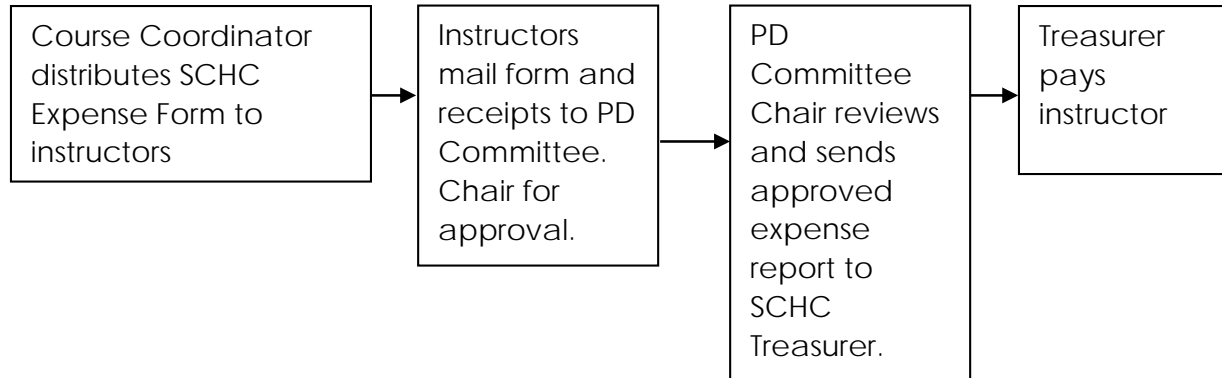 Course Coordinator
distributes SCHC
Expense Form to
instructors
Instructors
mail form and
receipts to PD
Committee.
Chair for
approval.
PD
Committee
Chair reviews
and sends
approved
expense
report to
SCHC
Treasurer.
Treasurer
pays
instructor